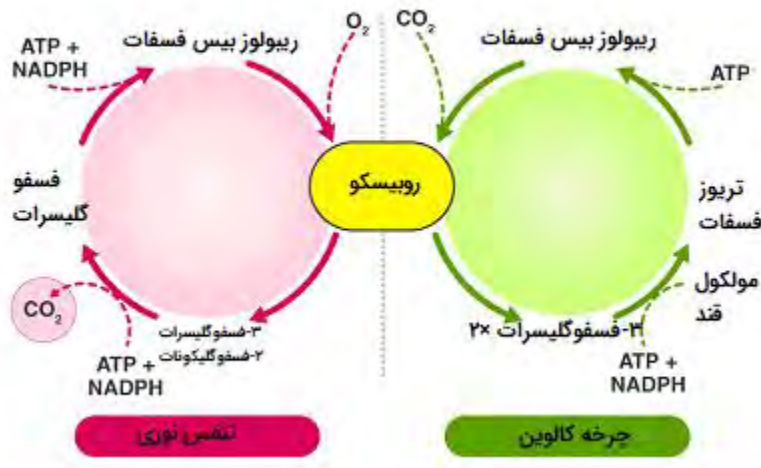 O2
CO2
ریبولوز بیس فسفات
ریبولوز بیس فسفات
ATP +
NADPH
ATP
روبیسکو
فسفو
گلیسرات
تریوز
فسفات
مولکول
قند
CO2
۳-فسفوگلیسرات
۲-فسفوگلیکونات
۳-فسفوگلیسرات ×۲
ATP +
NADPH
ATP +
NADPH
تنفس نوری
چرخه کالوین